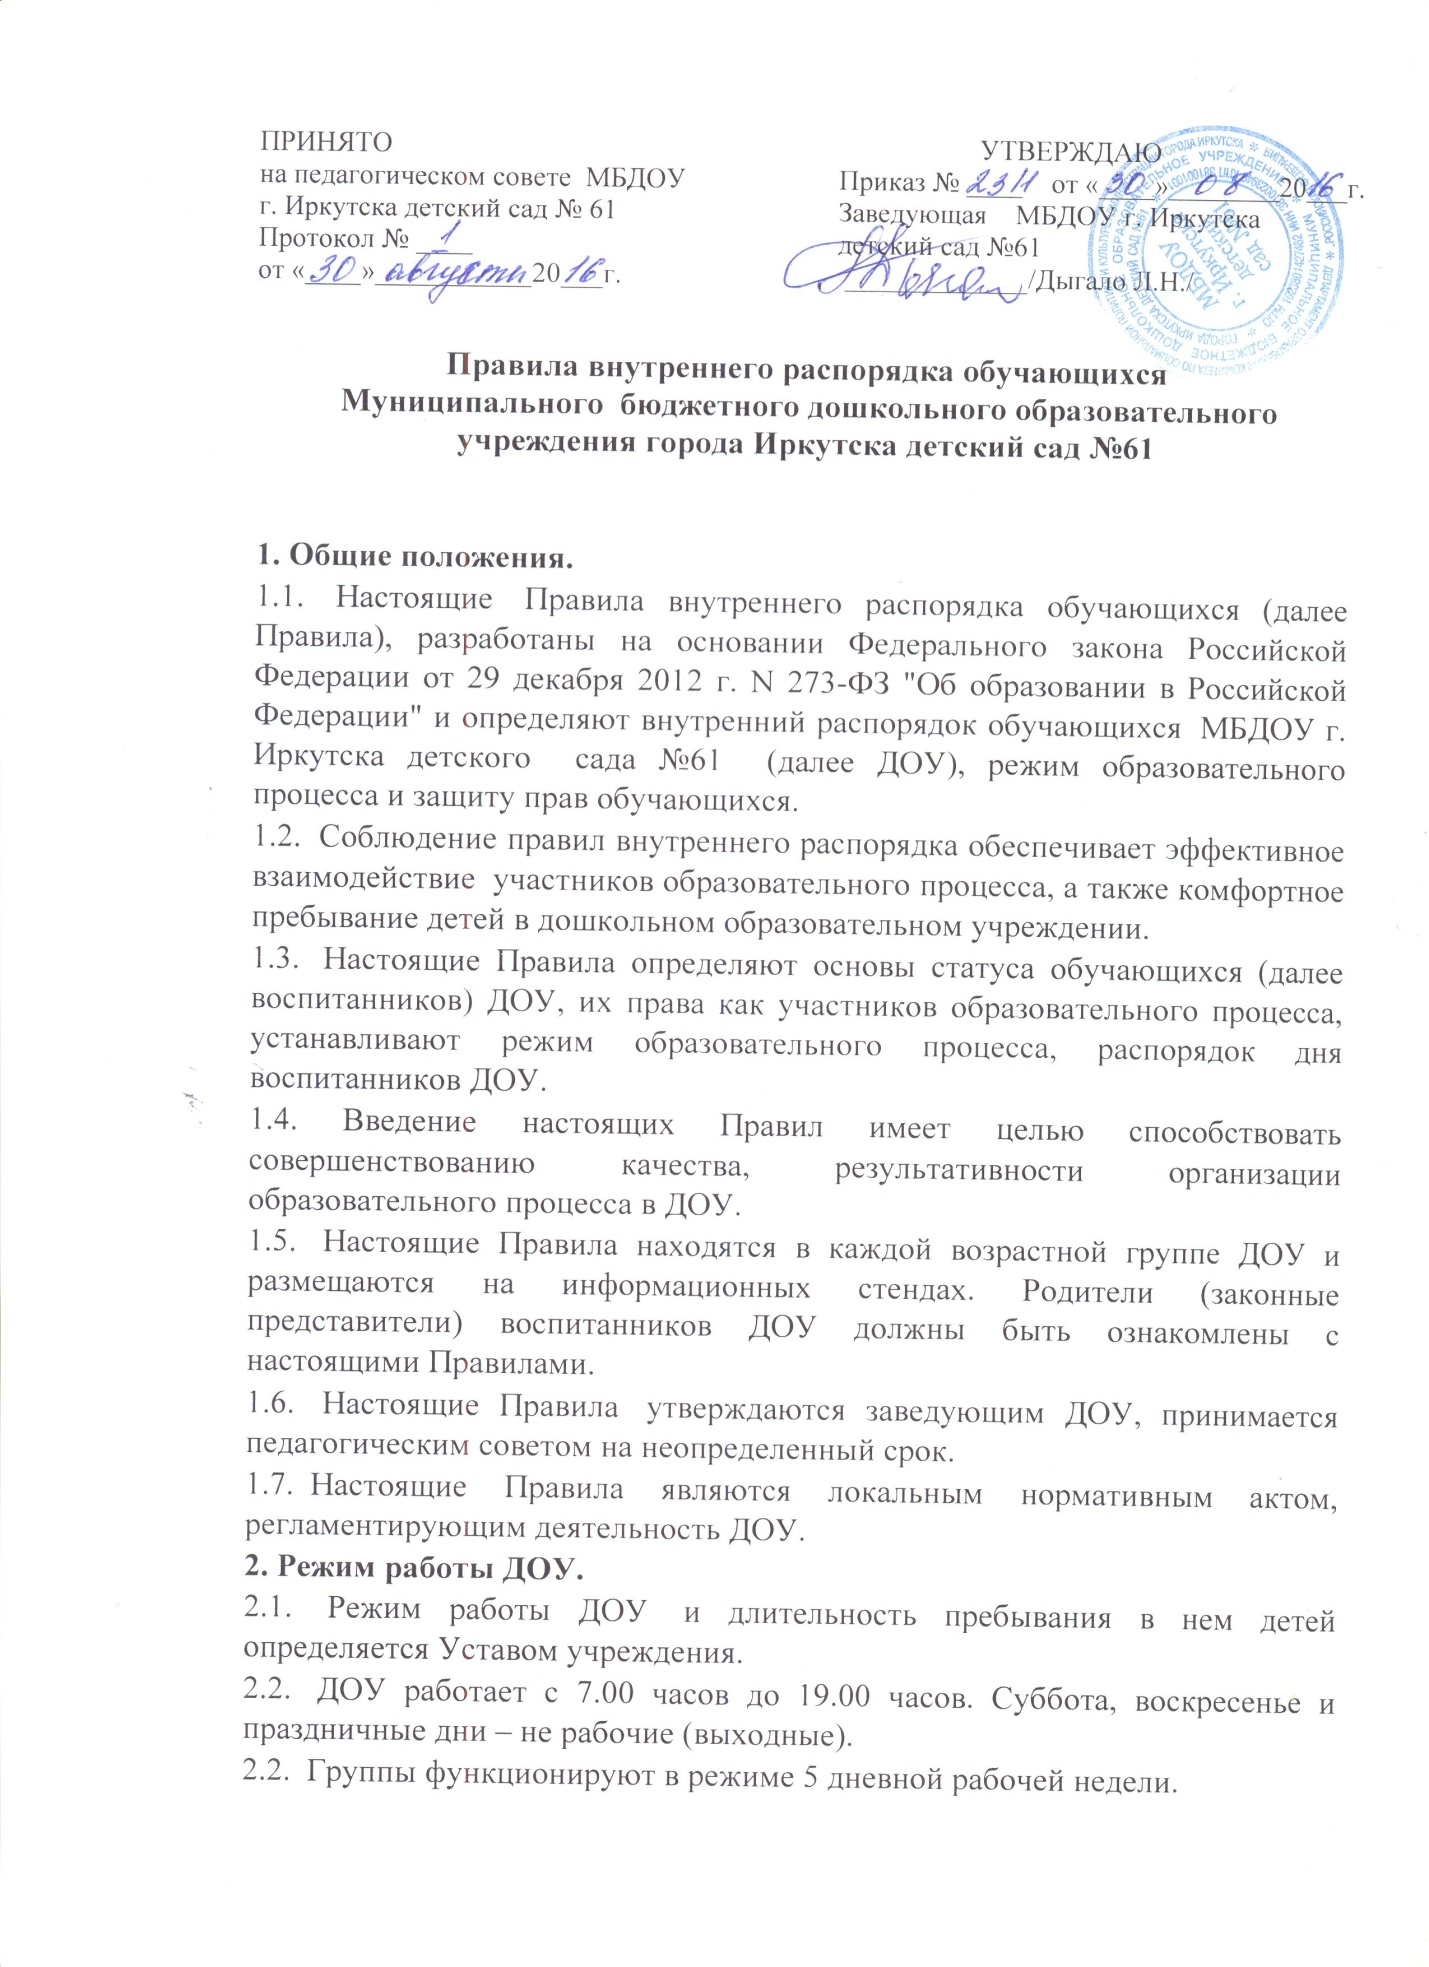 ПРИНЯТО
на педагогическом совете МБДОУ
г. Иркутска детский сад № 61
Протокол № 1
от «30» августа 2016г.
УТВЕРЖДАЮ
Приказ № от «30» 08 2016г.
Заведующая МБДОУ г. Иркутска
детский сад №61
/Дыгало Л.Н./
МБДОУ
г. Иркутска
детский
сад №61
Правила внутреннего распорядка обучающихся
Муниципального бюджетного дошкольного образовательного
учреждения города Иркутска детский сад №61
1. Общие положения.
1.1. Настоящие Правила внутреннего распорядка обучающихся (далее
Правила), разработаны на основании Федерального закона Российской
Федерации от 29 декабря 2012 г. N 273-ФЗ "Об образовании в Российской
Федерации" и определяют внутренний распорядок обучающихся МБДОУ г.
Иркутска детского сада №61 (далее ДОУ), режим образовательного
процесса и защиту прав обучающихся.
1.2. Соблюдение правил внутреннего распорядка обеспечивает эффективное
взаимодействие участников образовательного процесса, а также комфортное
пребывание детей в дошкольном образовательном учреждении.
1.3. Настоящие Правила определяют основы статуса обучающихся (далее
воспитанников) ДОУ, их права как участников образовательного процесса,
устанавливают режим образовательного процесса, распорядок дня
воспитанников ДОУ.
1.4. Введение настоящих Правил имеет целью способствовать
совершенствованию качества, результативности организации
образовательного процесса в ДОУ.
1.5. Настоящие Правила находятся в каждой возрастной группе ДОУ и
размещаются на информационных стендах. Родители (законные
представители) воспитанников ДОУ должны быть ознакомлены с
настоящими Правилами.
1.6. Настоящие Правила утверждаются заведующим ДОУ, принимается
педагогическим советом на неопределенный срок.
1.7. Настоящие Правила являются локальным нормативным актом,
регламентирующим деятельность ДОУ.
2. Режим работы ДОУ.
2.1. Режим работы ДОУ и длительность пребывания в нем детей
определяется Уставом учреждения.
2.2. ДОУ работает с 7.00 часов до 19.00 часов. Суббота, воскресенье и
праздничные дни – не рабочие (выходные).
2.2. Группы функционируют в режиме 5 дневной рабочей недели.